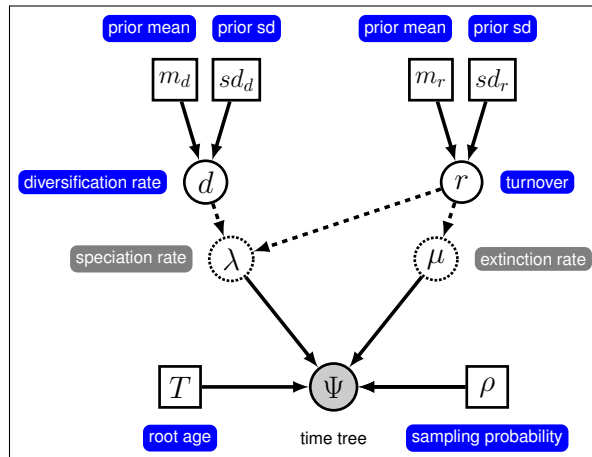 prior mean prior sd prior mean prior sd
m_d sd_d m_r sd_r
diversification rate d r turnover
speciation rate λ μ extinction rate
T Ψ ρ
root age time tree sampling probability